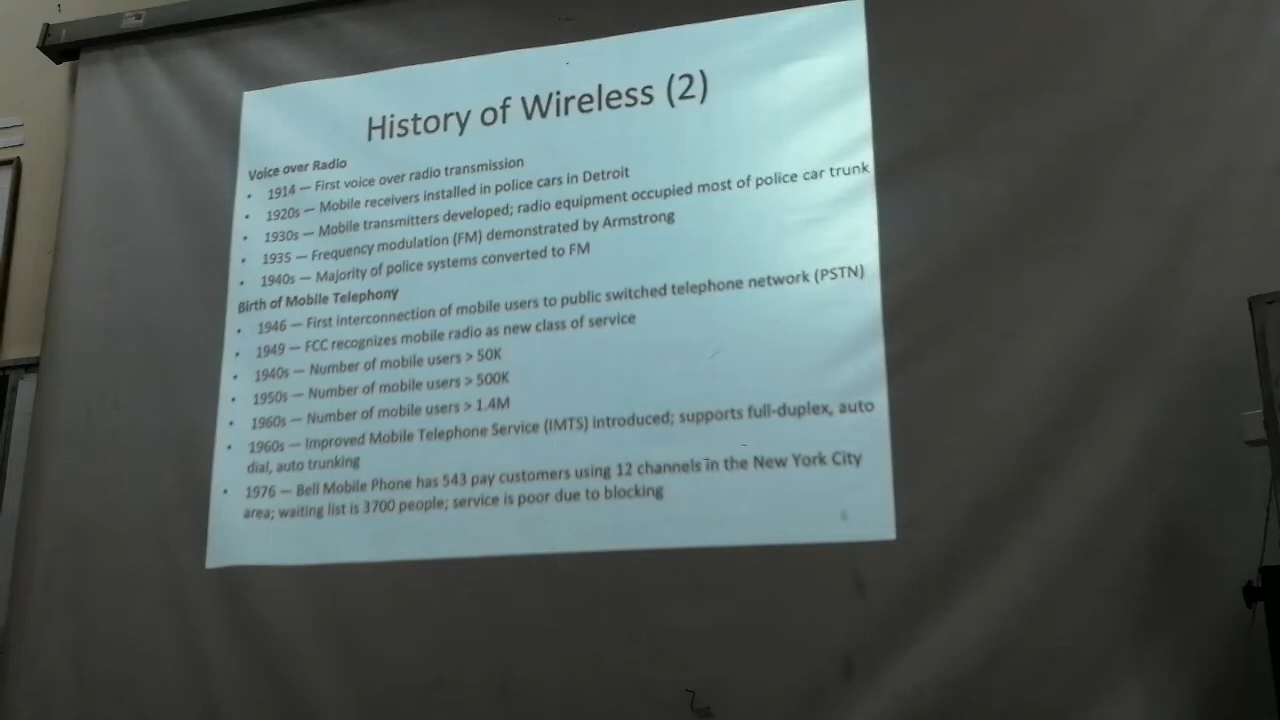 History of Wireless (2)
Voice over Radio
• 1914 — First voice over radio transmission
• 1920s — Mobile receivers installed in police cars in Detroit
• 1930s — Mobile transmitters developed; radio equipment occupied most of police car trunk
• 1935 — Frequency modulation (FM) demonstrated by Armstrong
• 1940s — Majority of police systems converted to FM
Birth of Mobile Telephony
• 1946 — First interconnection of mobile users to public switched telephone network (PSTN)
• 1949 — FCC recognizes mobile radio as new class of service
• 1940s — Number of mobile users > 50K
• 1950s — Number of mobile users > 500K
• 1960s — Number of mobile users > 1.4M
• 1960s — Improved Mobile Telephone Service (IMTS) introduced; supports full-duplex, auto
dial, auto trunking
• 1976 — Bell Mobile Phone has 543 pay customers using 12 channels in the New York City
area; waiting list is 3700 people; service is poor due to blocking